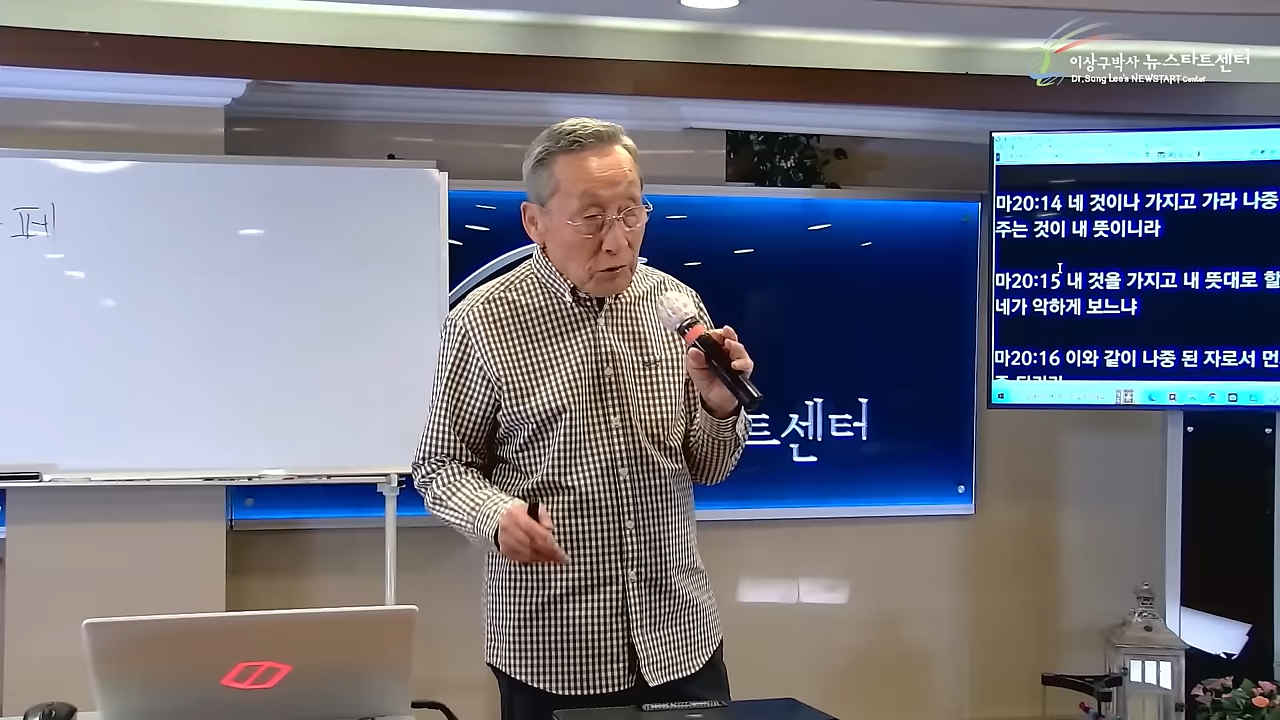 이상구박사 뉴스타트센터
Dr. Sang Lee's NEWSTART Center
폐
트센터
마20:14 네 것이나 가지고 가라 나중
주는 것이 내 뜻이니라
마20:15 내 것을 가지고 내 뜻대로 할
네가 악하게 보느냐
마20:16 이와 같이 나중 된 자로서 먼